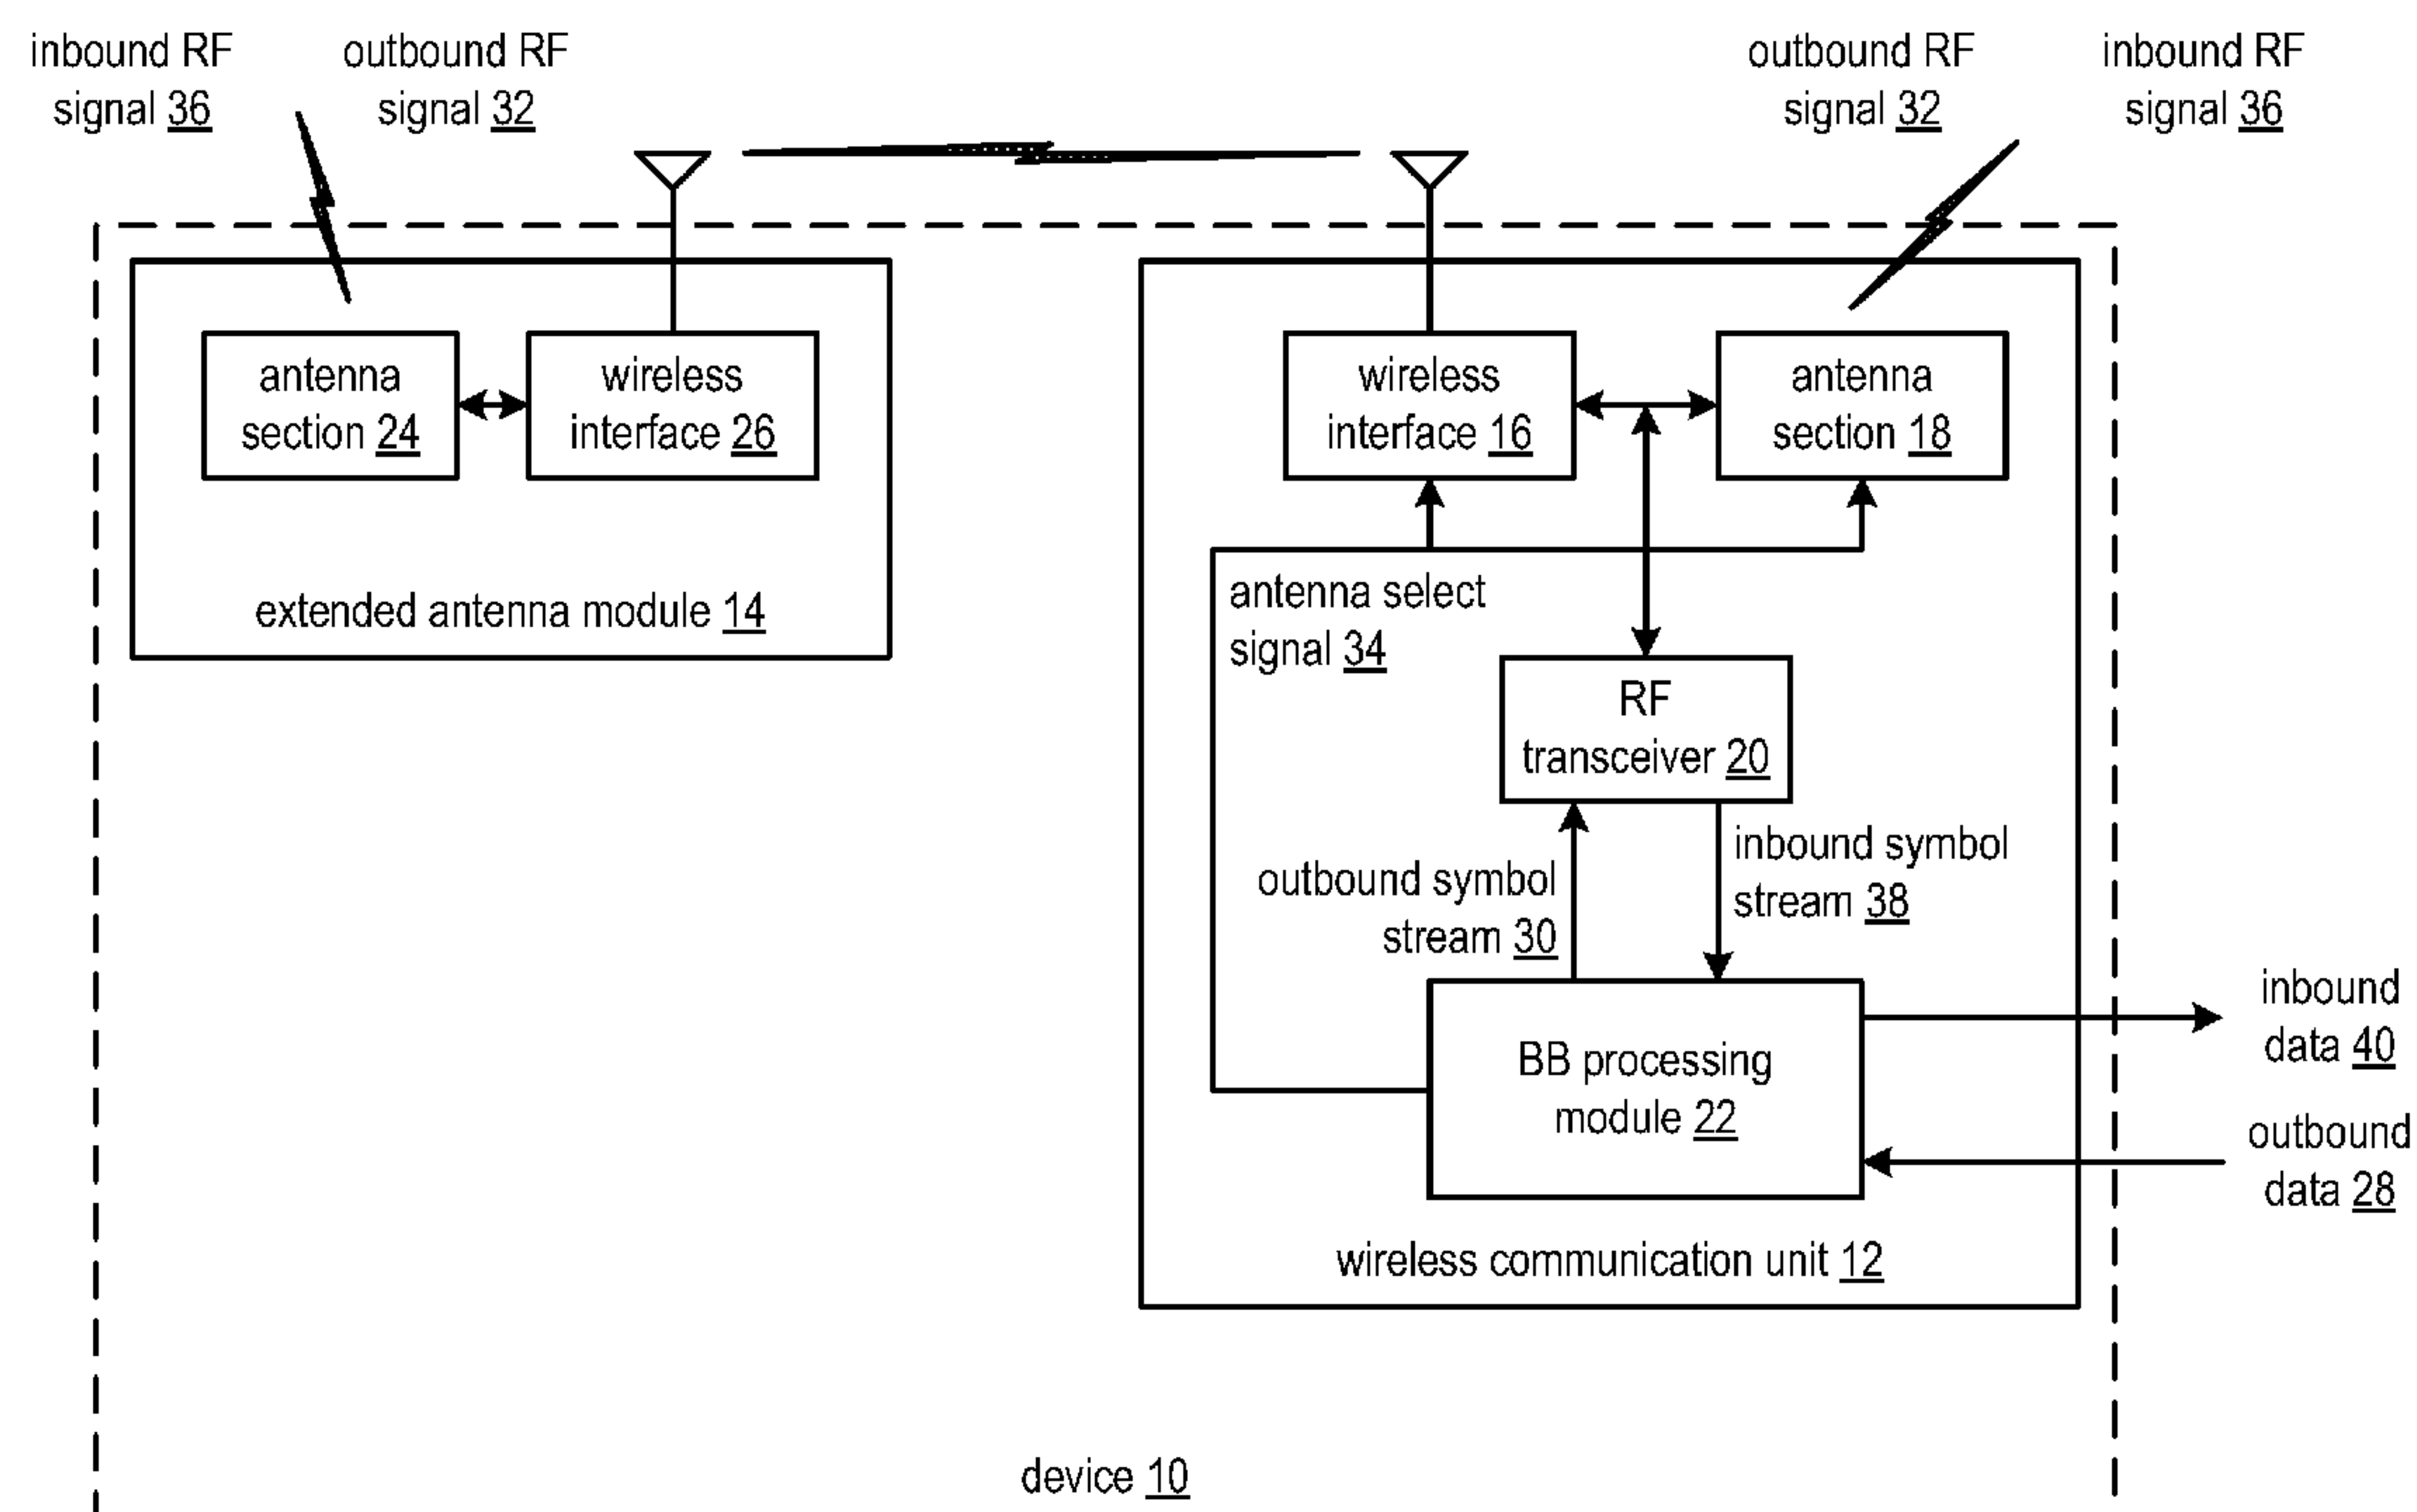 inbound RF
signal 36
outbound RF
signal 32
outbound RF
signal 32
inbound RF
signal 36
antenna
section 24
wireless
interface 26
extended antenna module 14
wireless
interface 16
antenna
section 18
antenna select
signal 34
RF
transceiver 20
outbound symbol
stream 30
inbound symbol
stream 38
BB processing
module 22
inbound
data 40
outbound
data 28
wireless communication unit 12
device 10